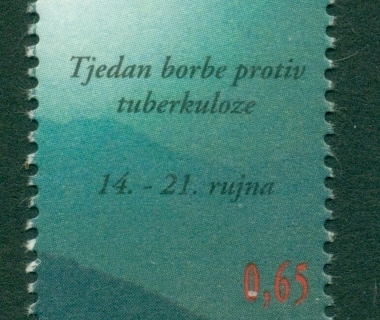 Tjedan borbe protiv
tuberkuloze
14. - 21. rujna
0,65